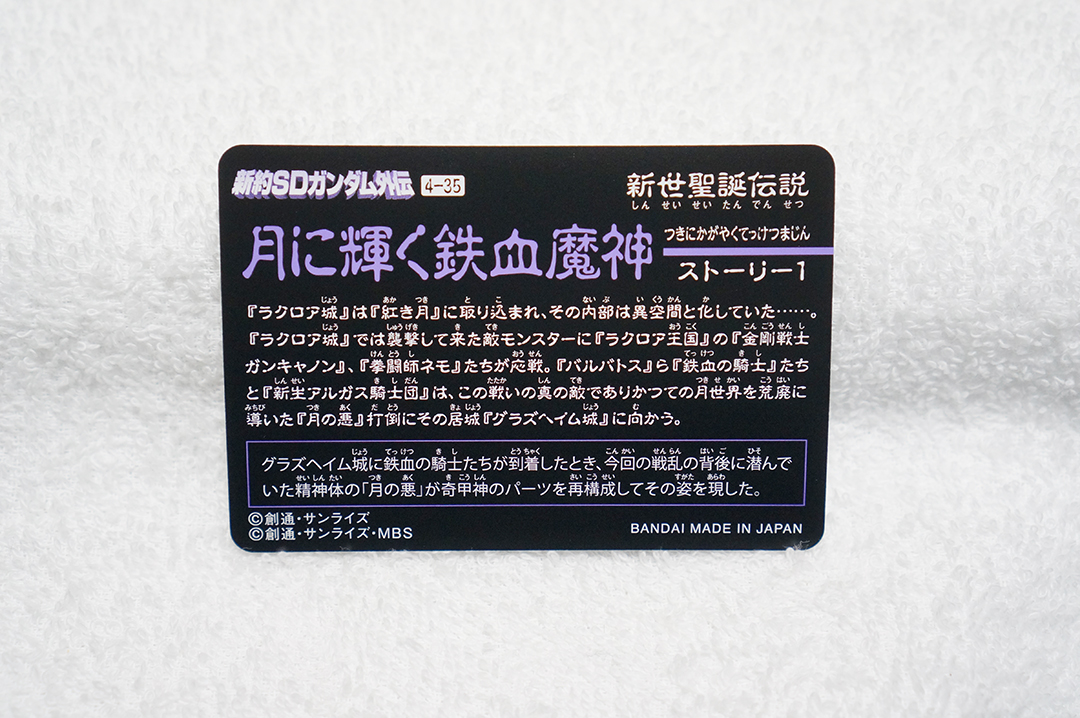 新約SDガンダム外伝 4-35
新世聖誕伝説
しん せい せい たん でん せつ
月に輝く鉄血魔神
つきにかがやくてっけつまじん
ストーリー1
『ラクロア城』は『紅き月』に取り込まれ、その内部は異空間と化していた……。
『ラクロア城』では襲撃して来た敵モンスターに『ラクロア王国』の『金剛戦士
ガンキャノン』、『拳闘師ネモ』たちが応戦。『バルバトス』ら『鉄血の騎士』たち
と『新生アルガス騎士団』は、この戦いの真の敵でありかつての月世界を荒廃に
導いた『月の悪』打倒にその居城『グラズヘイム城』に向かう。
グラズヘイム城に鉄血の騎士たちが到着したとき、今回の戦乱の背後に潜んで
いた精神体の「月の悪」が奇甲神のパーツを再構成してその姿を現した。
©創通・サンライズ
©創通・サンライズ・MBS
BANDAI MADE IN JAPAN